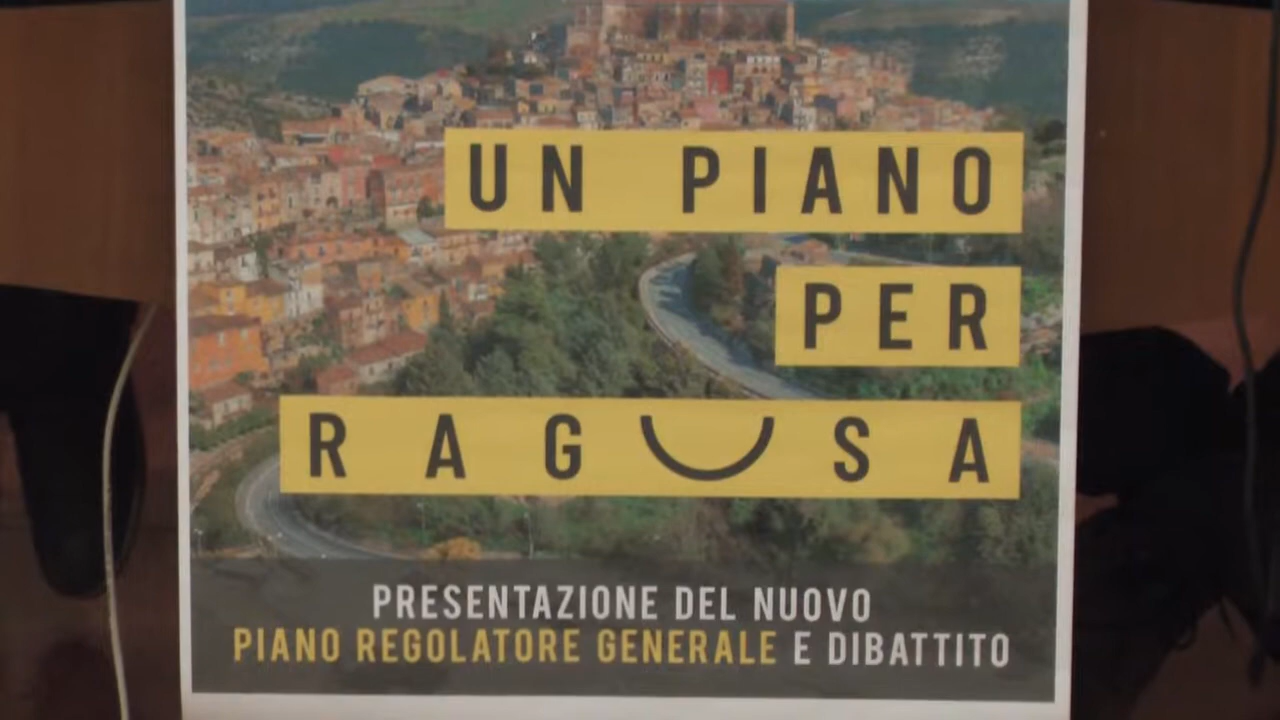 UN PIANO
PER
RAGUSA
PRESENTAZIONE DEL NUOVO
PIANO REGOLATORE GENERALE E DIBATTITO